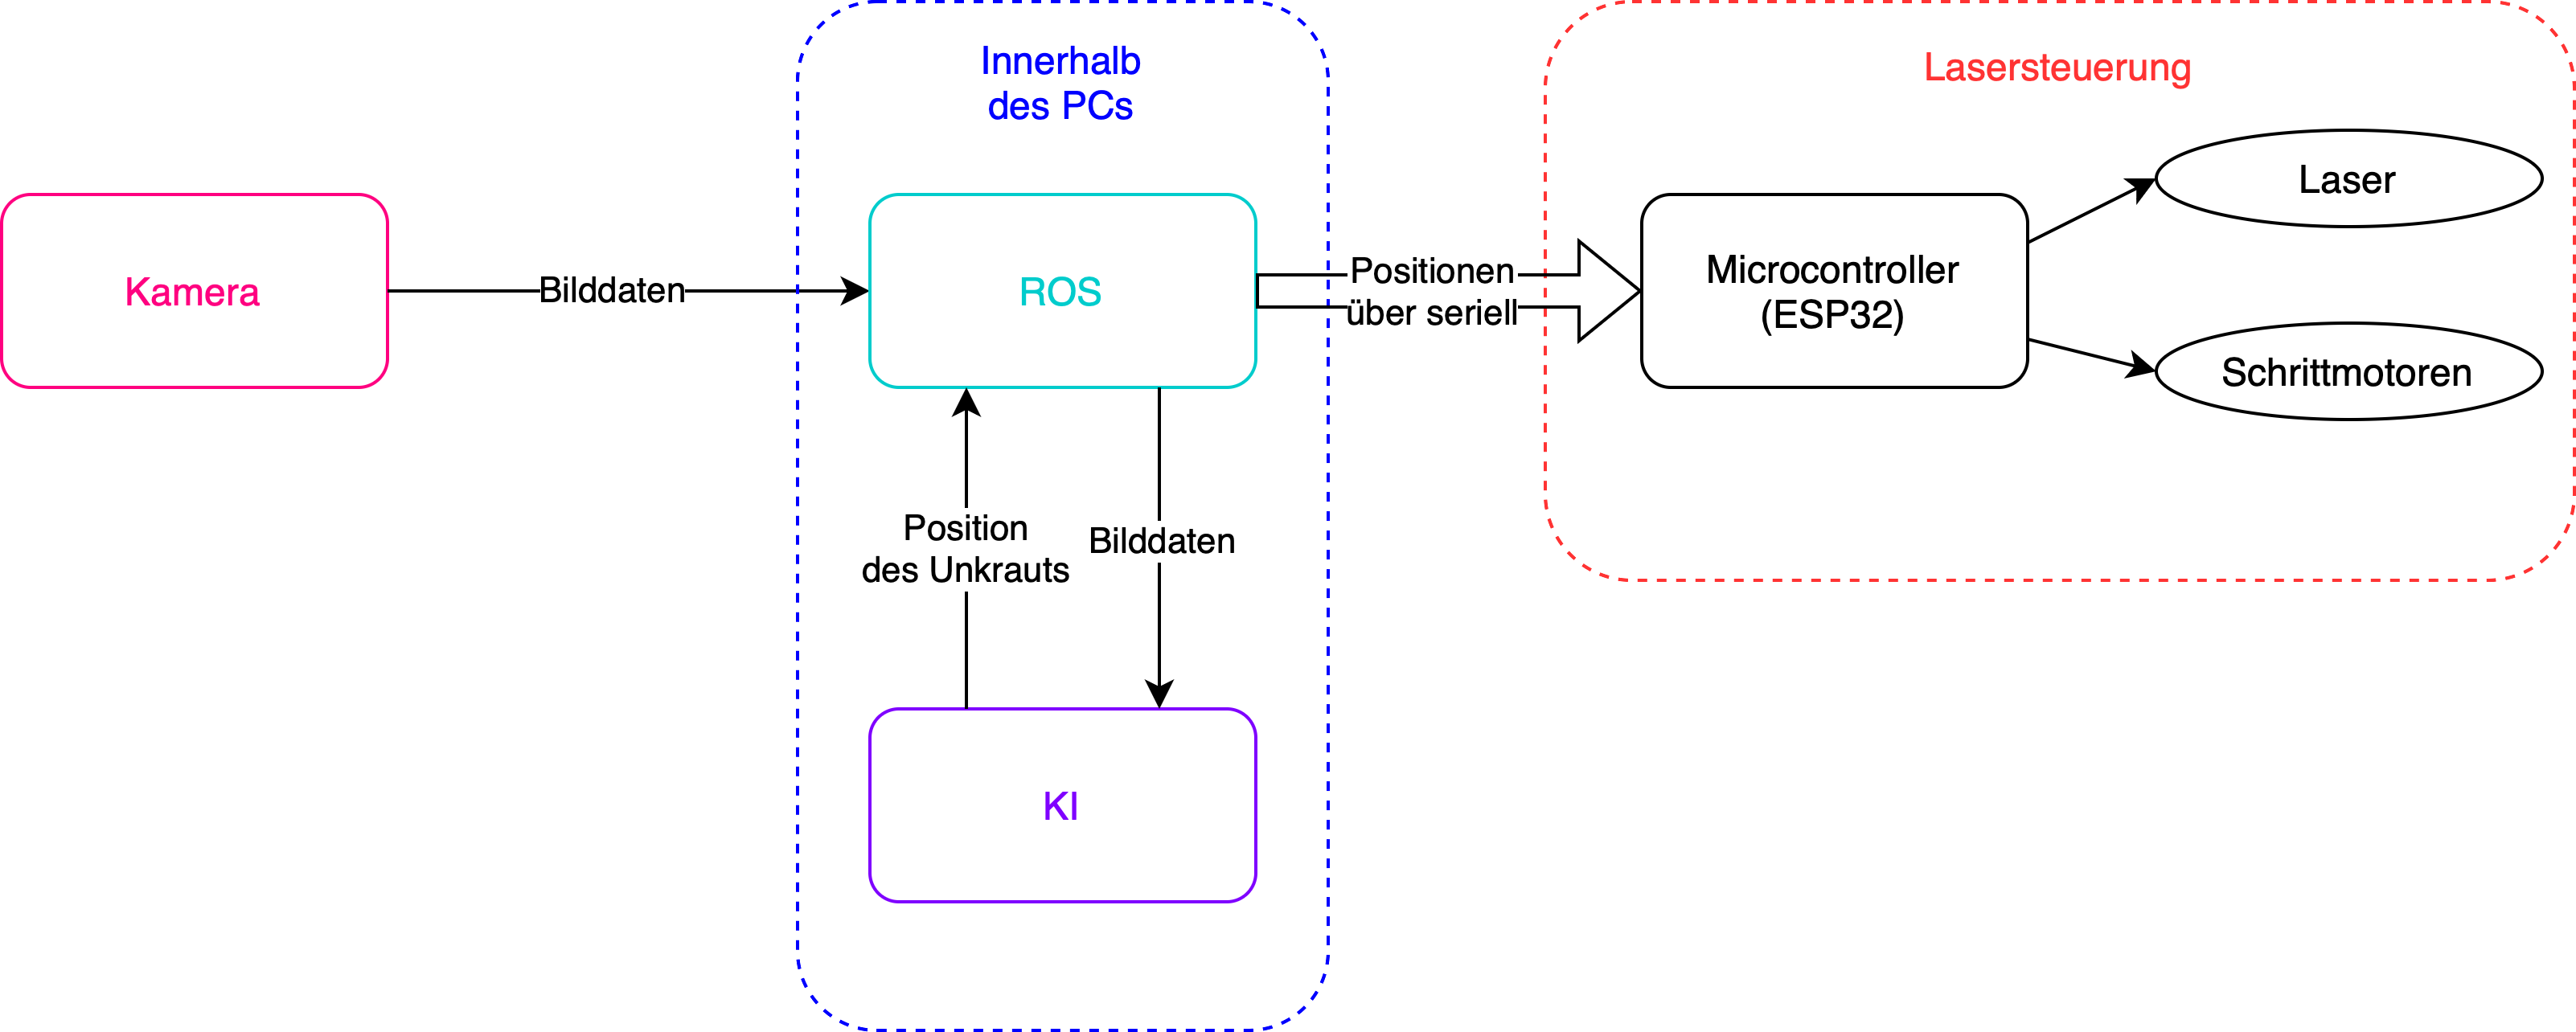 Innerhalb
des PCs
Lasersteuerung
Kamera
Bilddaten
ROS
Positionen
über seriell
Microcontroller
(ESP32)
Laser
Schrittmotoren
Position
des Unkrauts
Bilddaten
KI